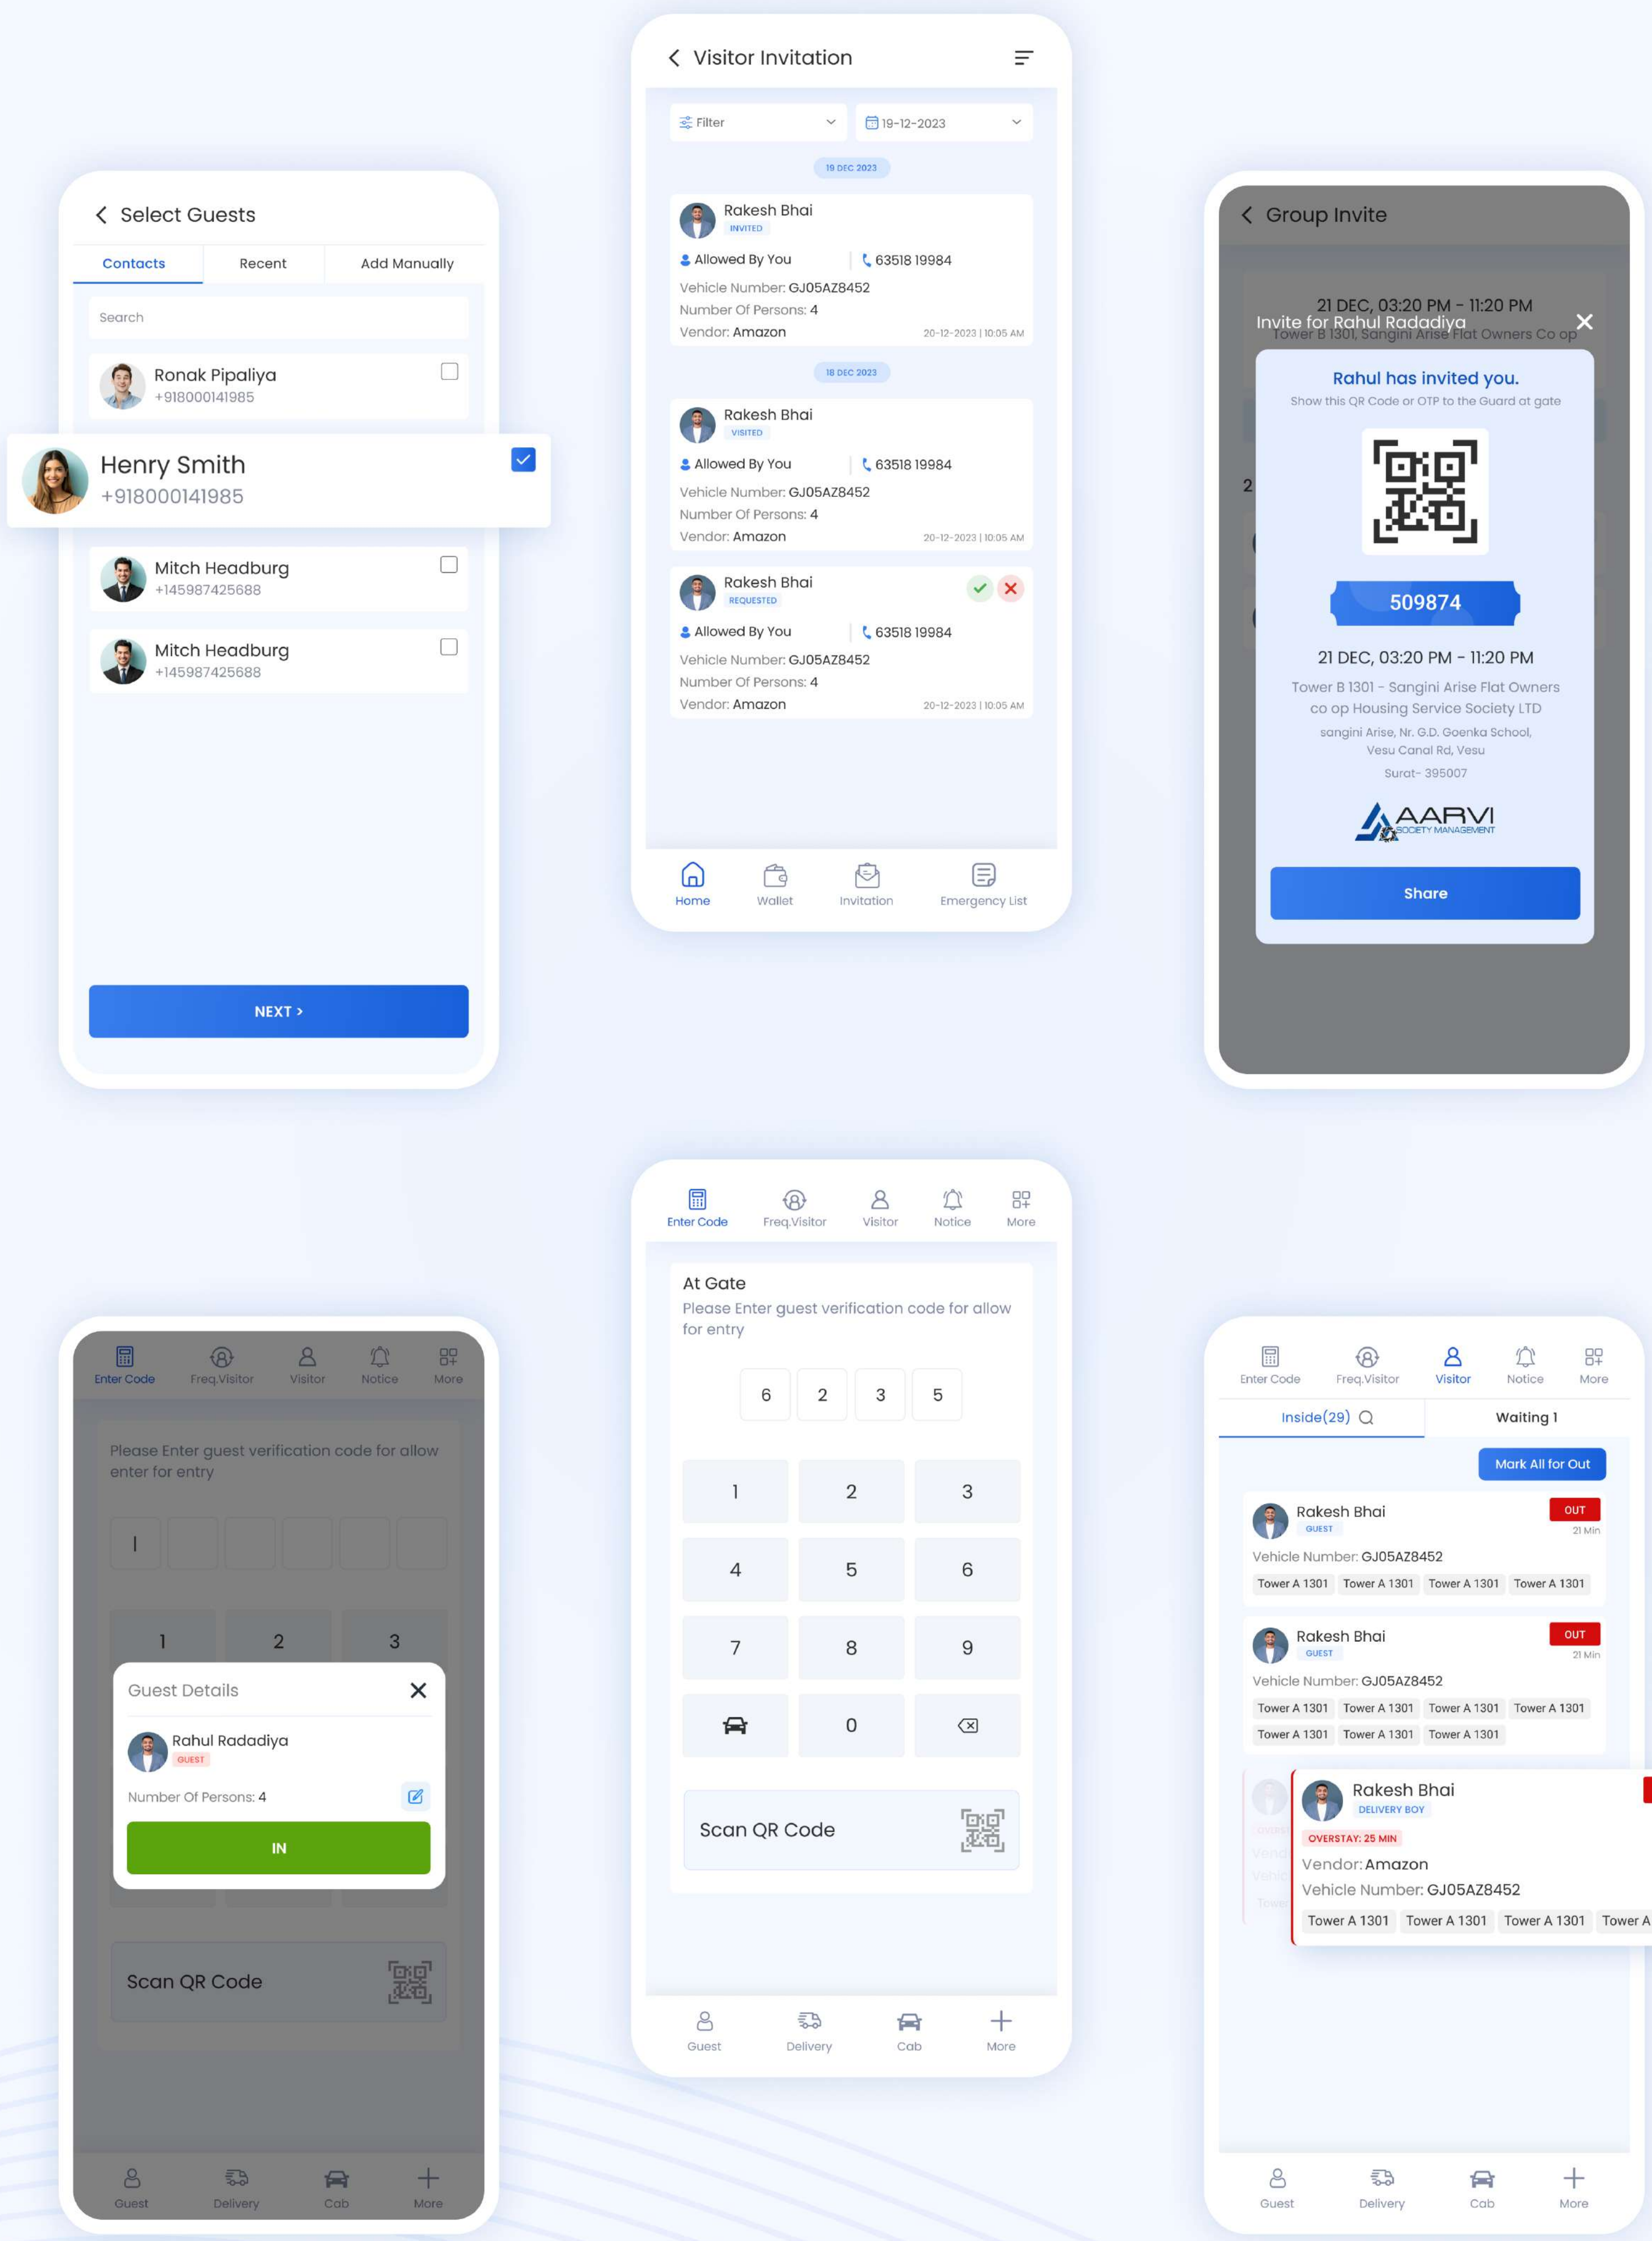 Visitor Invitation
Filter
19-12-2023
19 DEC 2023
Rakesh Bhai
INVITED
Allowed By You
63518 19984
Vehicle Number: GJ05AZ8452
Number Of Persons: 4
Vendor: Amazon
20-12-2023 | 10:05 AM
18 DEC 2023
Rakesh Bhai
VISITED
Allowed By You
63518 19984
Vehicle Number: GJ05AZ8452
Number Of Persons: 4
Vendor: Amazon
20-12-2023 | 10:05 AM
Rakesh Bhai
REQUESTED
Allowed By You
63518 19984
Vehicle Number: GJ05AZ8452
Number Of Persons: 4
Vendor: Amazon
20-12-2023 | 10:05 AM
Home
Wallet
Invitation
Emergency List
Select Guests
Contacts
Recent
Add Manually
Search
Ronak Pipaliya
+918000141985
Henry Smith
+918000141985
Mitch Headburg
+145987425688
Mitch Headburg
+145987425688
NEXT >
Group Invite
21 DEC, 03:20 PM - 11:20 PM
Invite for Rahul Radadiya
Tower B 1301, Sangini Arise Flat Owners Co op
2
Rahul has invited you.
Show this QR Code or OTP to the Guard at gate
509874
21 DEC, 03:20 PM - 11:20 PM
Tower B 1301 - Sangini Arise Flat Owners
co op Housing Service Society LTD
sangini Arise, Nr. G.D. Goenka School,
Vesu Canal Rd, Vesu
Surat- 395007
AARVI
SOCIETY MANAGEMENT
Share
Enter Code
Freq.Visitor
Visitor
Notice
More
Please Enter guest verification code for allow
enter for entry
1
2
3
Guest Details
Rahul Radadiya
GUEST
Number Of Persons: 4
IN
Scan QR Code
Guest
Delivery
Cab
More
Enter Code
Freq.Visitor
Visitor
Notice
More
At Gate
Please Enter guest verification code for allow
for entry
6 2 3 5
1 2 3
4 5 6
7 8 9
0
Scan QR Code
Guest
Delivery
Cab
More
Enter Code
Freq.Visitor
Visitor
Notice
More
Inside(29)
Waiting 1
Mark All for Out
Rakesh Bhai
GUEST
OUT
21 Min
Vehicle Number: GJ05AZ8452
Tower A 1301 Tower A 1301 Tower A 1301 Tower A 1301
Rakesh Bhai
GUEST
OUT
21 Min
Vehicle Number: GJ05AZ8452
Tower A 1301 Tower A 1301 Tower A 1301 Tower A 1301
Tower A 1301 Tower A 1301 Tower A 1301
Rakesh Bhai
DELIVERY BOY
OVERSTAY: 25 MIN
Vendor: Amazon
Vehicle Number: GJ05AZ8452
Tower A 1301 Tower A 1301 Tower A 1301 Tower A
Guest
Delivery
Cab
More